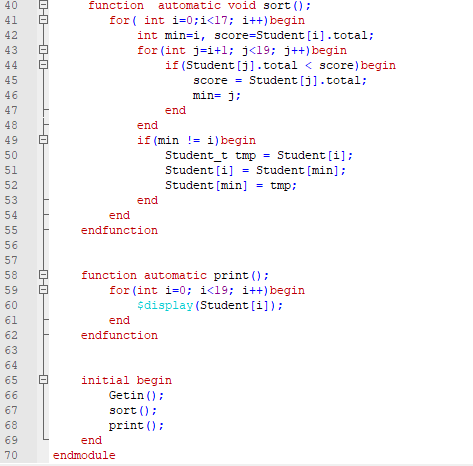 40 function automatic void sort();
41 for( int i=0;i<17; i++)begin
42 int min=i, score=Student[i].total;
43 for(int j=i+1; j<19; j++)begin
44 if(Student[j].total < score)begin
45 score = Student[j].total;
46 min= j;
47 end
48 end
49 if(min != i)begin
50 Student_t tmp = Student[i];
51 Student[i] = Student[min];
52 Student[min] = tmp;
53 end
54 end
55 endfunction
56
57
58 function automatic print();
59 for(int i=0; i<19; i++)begin
60 $display(Student[i]);
61 end
62 endfunction
63
64
65 initial begin
66 Getin();
67 sort();
68 print();
69 end
70 endmodule